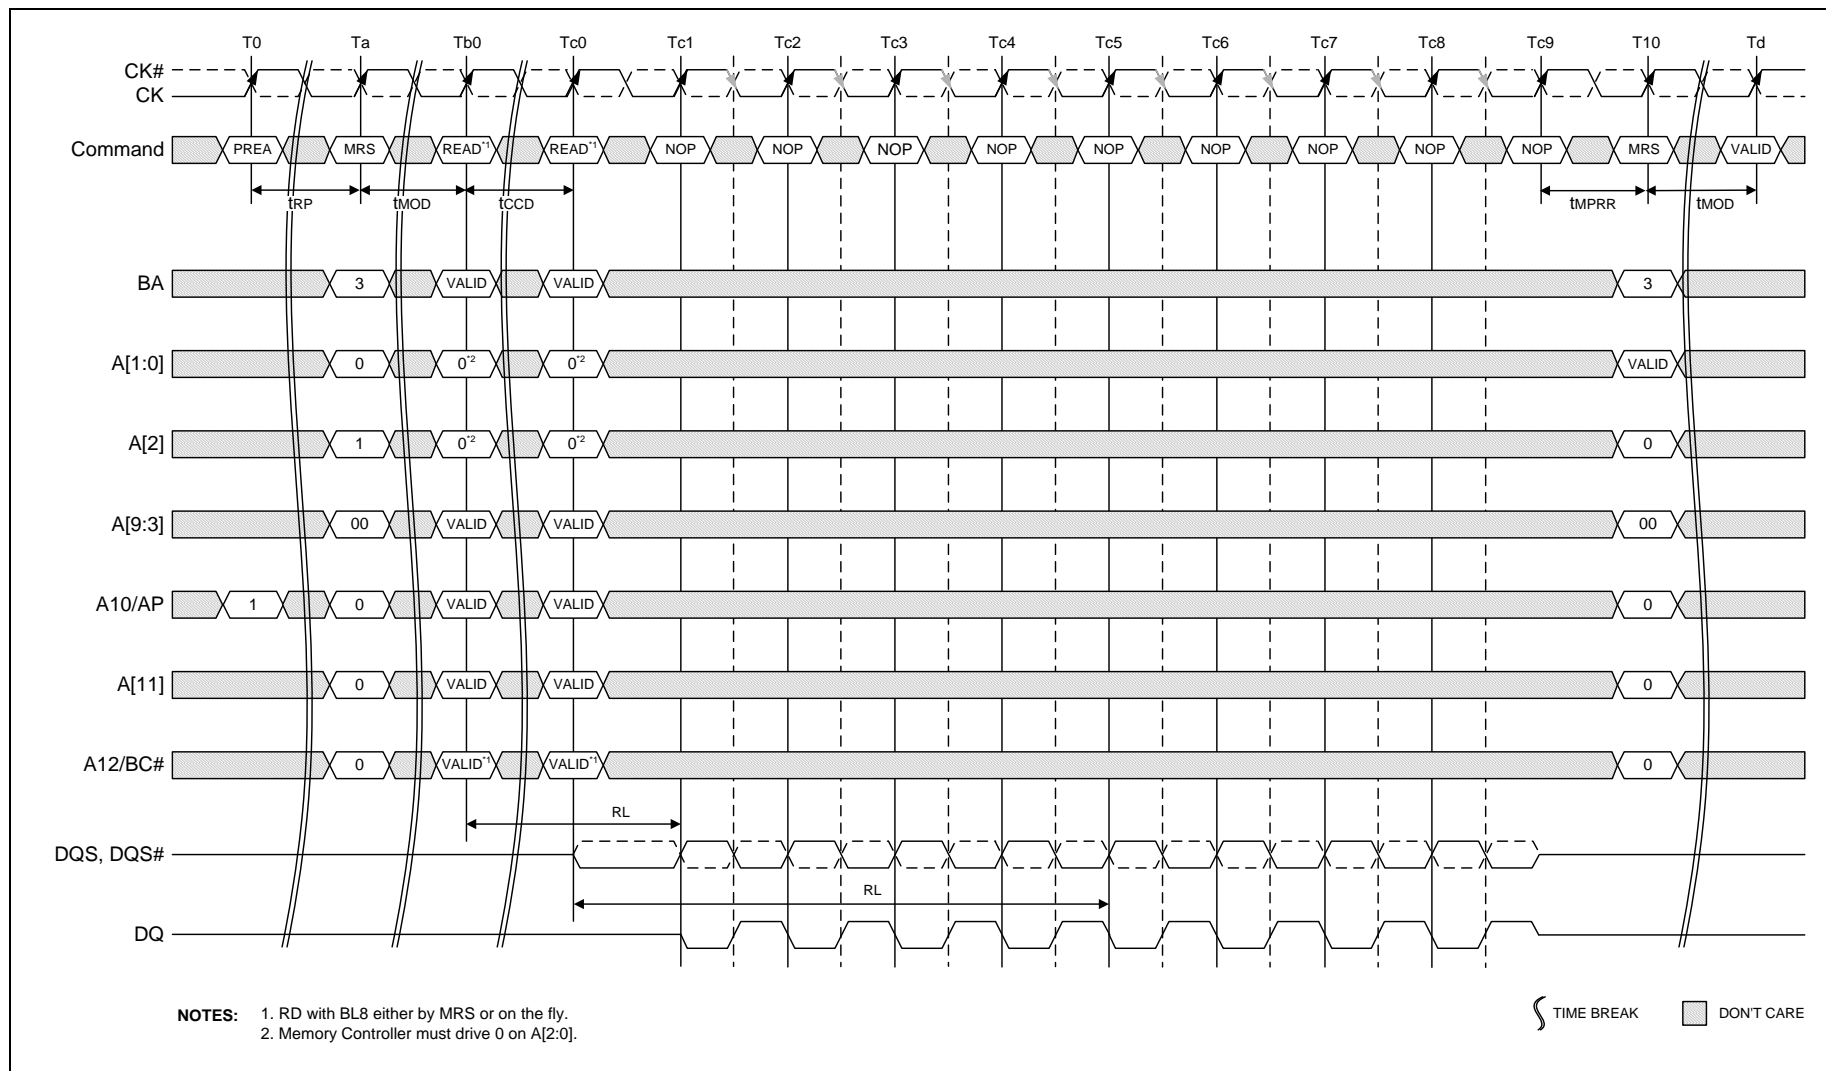 T0 Ta Tb0 Tc0 Tc1 Tc2 Tc3 Tc4 Tc5 Tc6 Tc7 Tc8 Tc9 T10 Td
CK#
CK
Command PREA MRS READ*1 READ*1 NOP NOP NOP NOP NOP NOP NOP NOP NOP MRS VALID
tRP tMOD tCCD tMPRR tMOD
BA 3 VALID VALID 3
A[1:0] 0 0*2 0*2 VALID
A[2] 1 0*2 0*2 0
A[9:3] 00 VALID VALID 00
A10/AP 1 0 VALID VALID 0
A[11] 0 VALID VALID 0
A12/BC# 0 VALID*1 VALID*1 0
RL
DQS, DQS#
RL
DQ
NOTES: 1. RD with BL8 either by MRS or on the fly.
2. Memory Controller must drive 0 on A[2:0].
TIME BREAK DON'T CARE